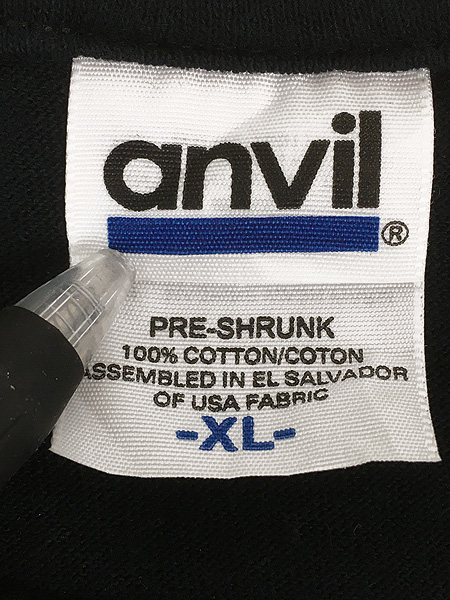 anvil®
PRE-SHRUNK
100% COTTON/COTON
ASSEMBLED IN EL SALVADOR
OF USA FABRIC
-XL-